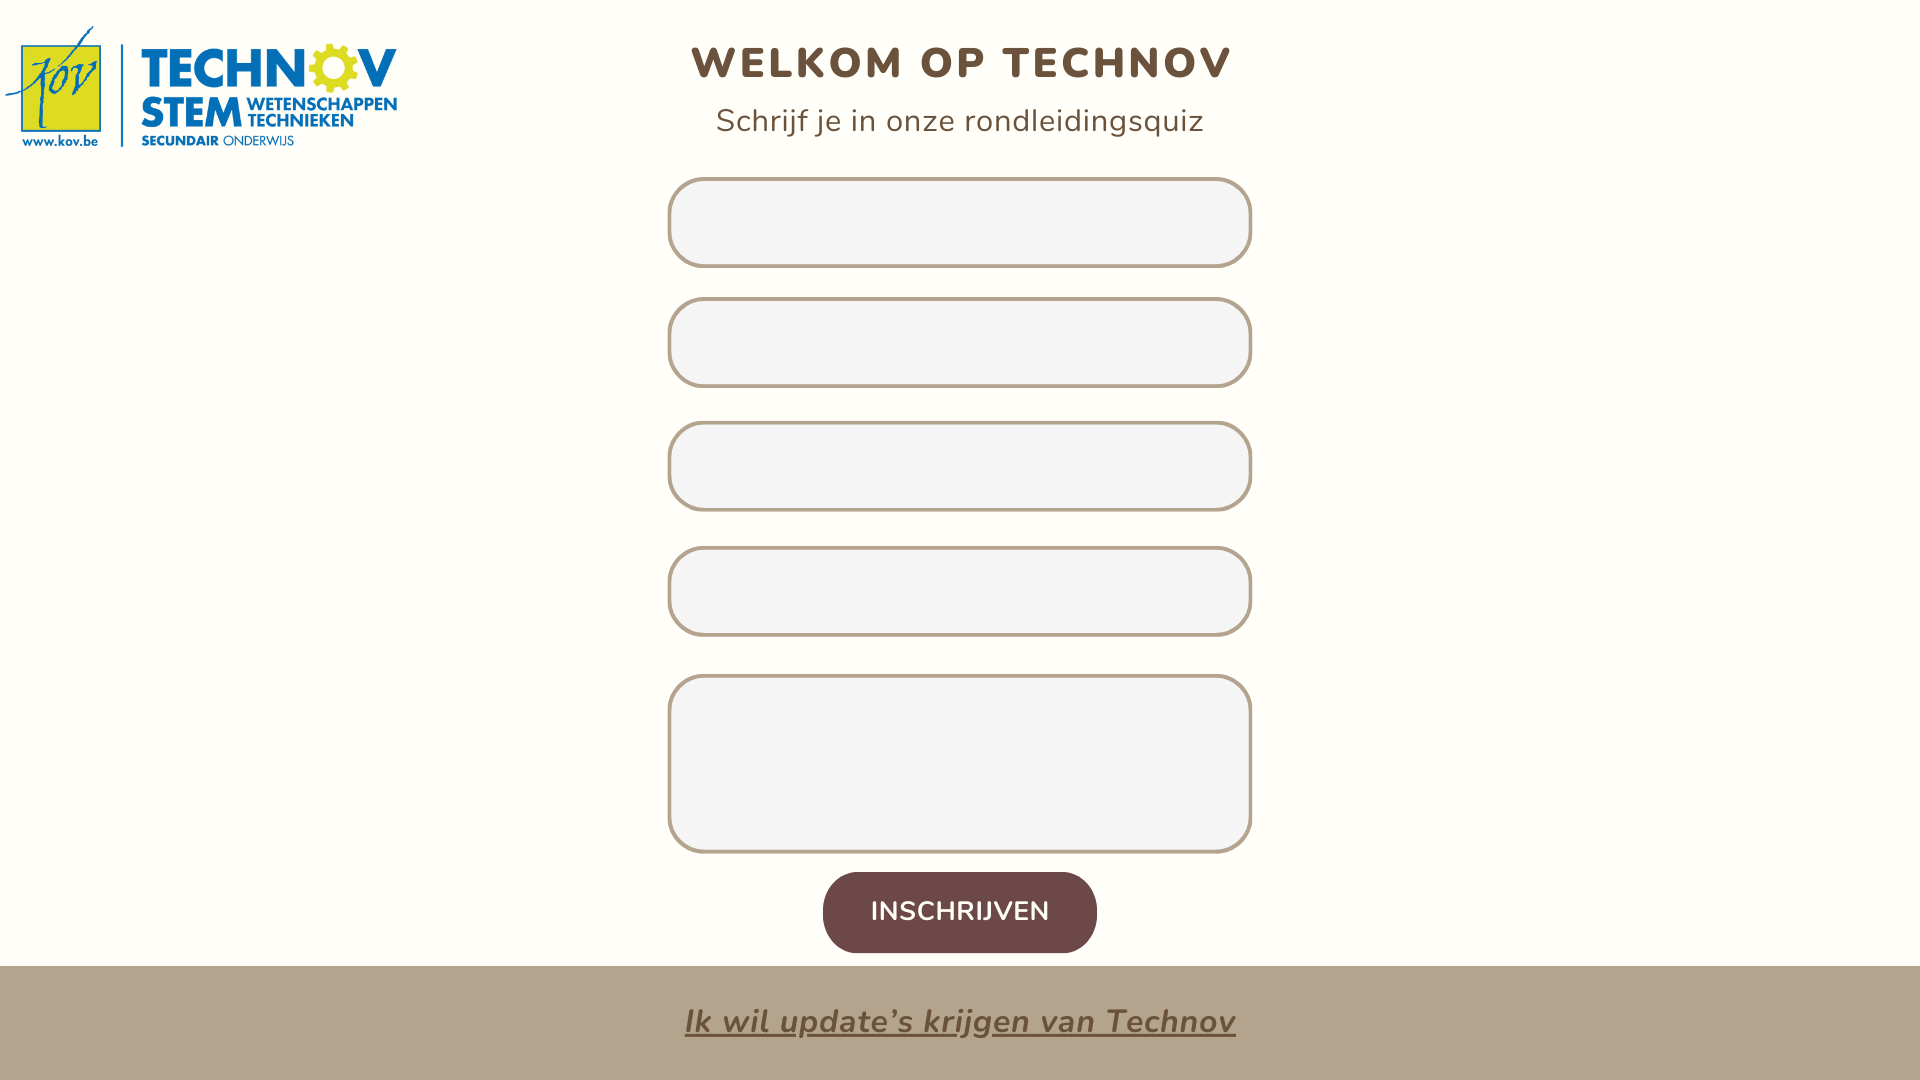 kov
www.kov.be
TECHNOV
STEM WETENSCHAPPEN
TECHNIEKEN
SECUNDAIR ONDERWIJS
WELKOM OP TECHNOV
Schrijf je in onze rondleidingsquiz
INSCHRIJVEN
Ik wil update’s krijgen van Technov